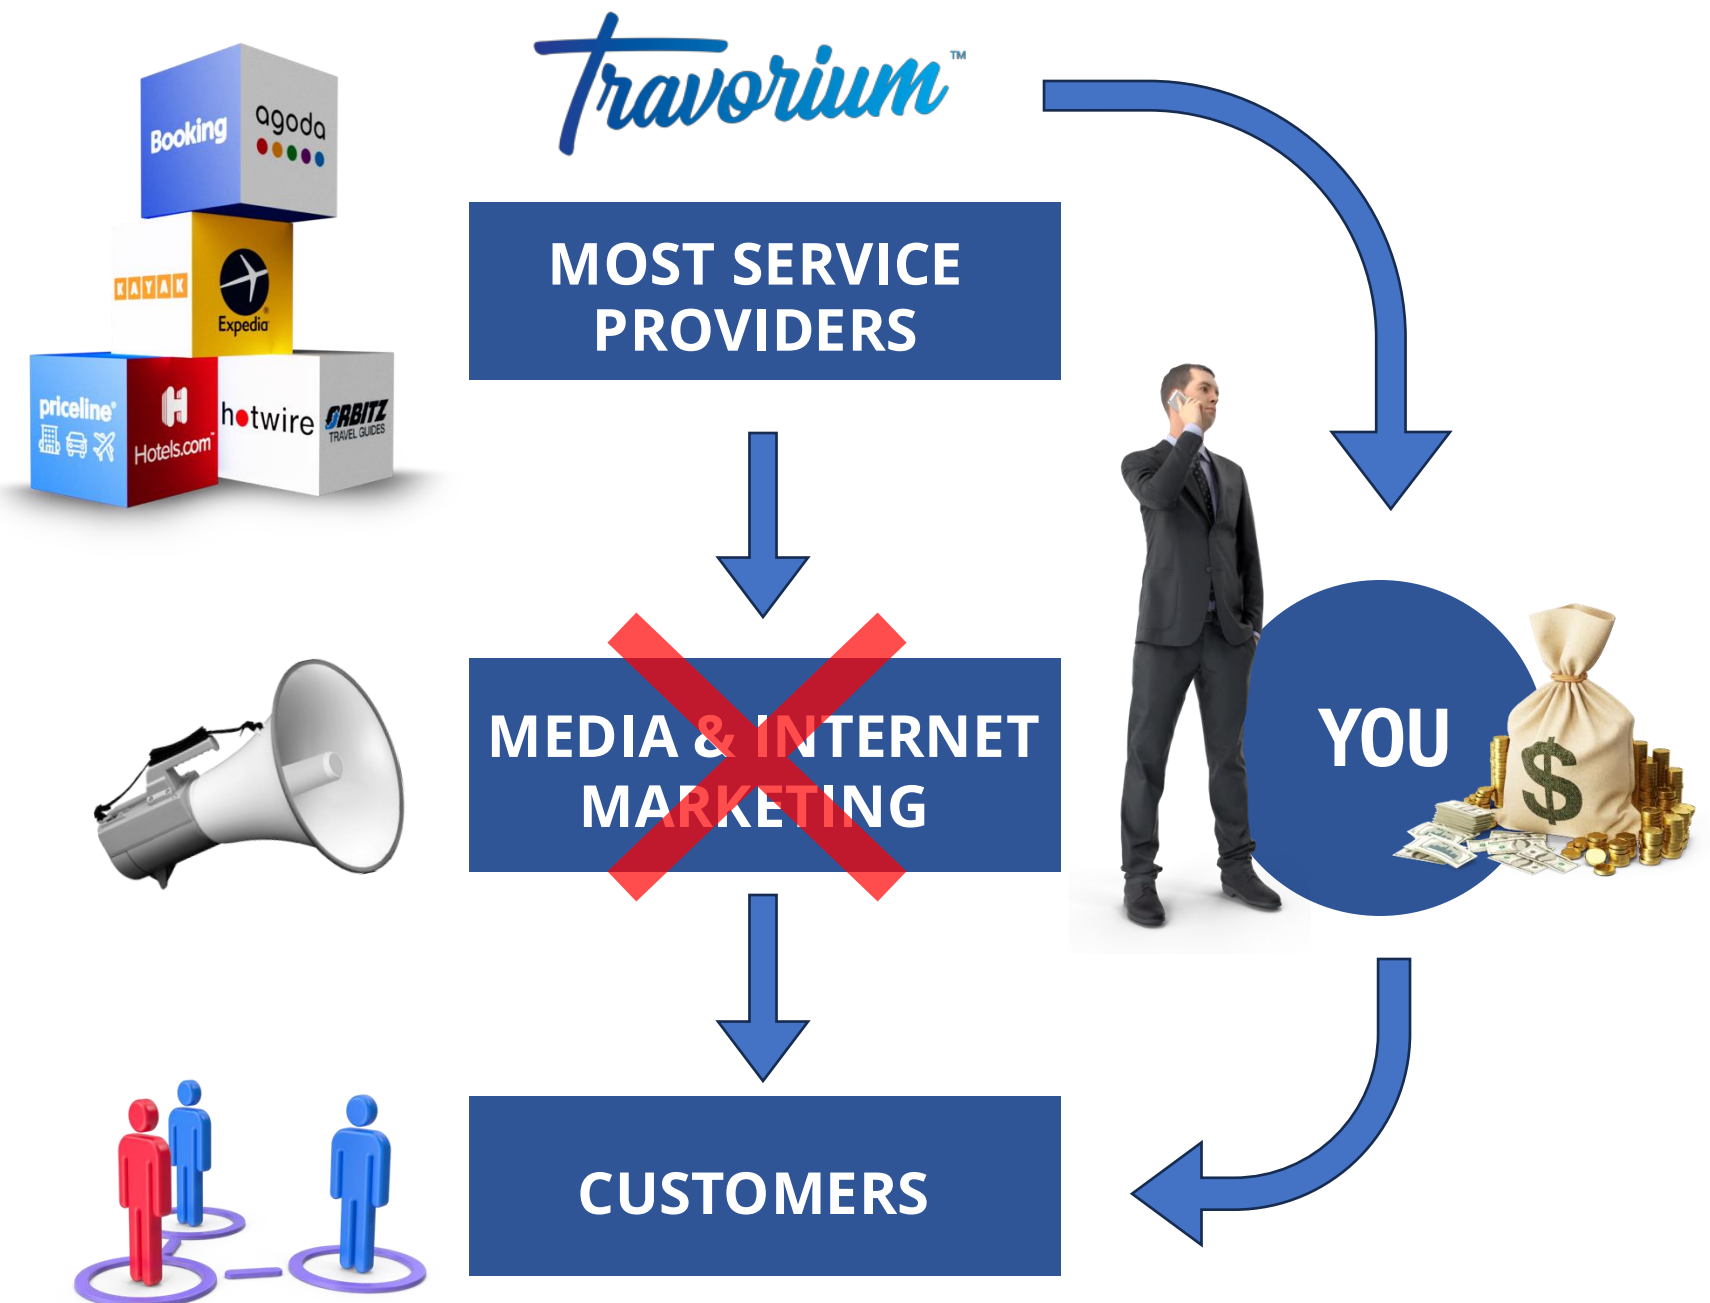 Travorium™
Booking
agoda
MOST SERVICE
PROVIDERS
KAYAK
Expedia®
priceline®
Hotels.com™
hotwire
ORBITZ
TRAVEL GUIDES
MEDIA & INTERNET
MARKETING
YOU
$
CUSTOMERS